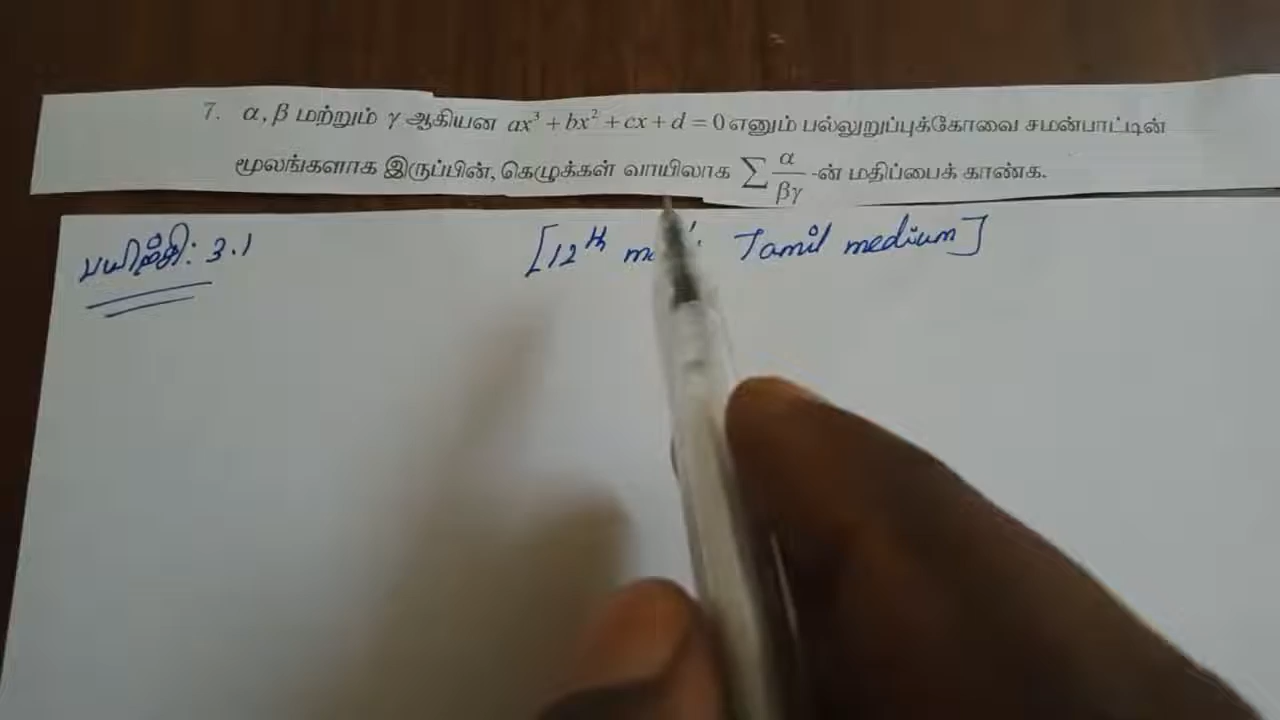 7. α, β மற்றும் γ ஆகியன ax³ + bx² + cx + d = 0 எனும் பல்லுறுப்புக்கோவை சமன்பாட்டின்
மூலங்களாக இருப்பின், கெழுக்கள் வாயிலாக ∑ α/βγ -ன் மதிப்பைக் காண்க.
பயிற்சி: 3.1
[12th Tamil medium]